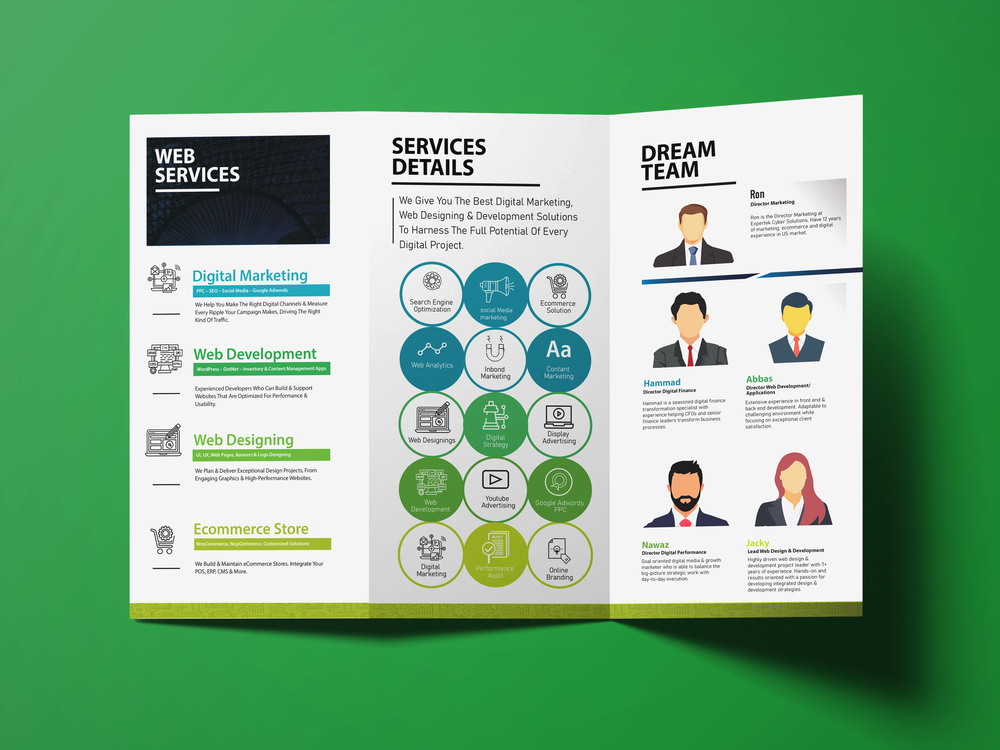 WEB
SERVICES
Digital Marketing
PPC - SEO - Social Media - Google Adwords
We Help You Make The Right Digital Channels & Measure
Every Ripple Your Campaign Makes, Driving The Right
Kind Of Traffic.
Web Development
WordPress - DotNet - Inventory & Content Management Apps
Experienced Developers Who Can Build & Support
Websites That Are Optimized For Performance &
Usability.
Web Designing
UI, UX, Web Pages, Banners & Logo Designing
We Plan & Deliver Exceptional Design Projects, From
Engaging Graphics & High-Performance Websites.
Ecommerce Store
WooCommerce, NopCommerce, Customized Solutions
We Build & Maintain eCommerce Stores. Integrate Your
POS, ERP, CMS & More.
SERVICES
DETAILS
We Give You The Best Digital Marketing,
Web Designing & Development Solutions
To Harness The Full Potential Of Every
Digital Project.
Search Engine
Optimization
social Media
marketing
Ecommerce
Solution
Web Analytics
Inbond
Marketing
Aa
Contant
Marketing
Web Designings
Digital
Strategy
Display
Advertising
Web
Development
Youtube
Advertising
Google Adwords
PPC
Digital
Marketing
Performance
Audit
Online
Branding
DREAM
TEAM
Ron
Director Marketing
Ron is the Director Marketing at
Expertek Cyber Solutions. Have 12 years
of marketing, ecommerce and digital
experience in US market.
Hammad
Director Digital Finance
Hammad is a seasoned digital finance
transformation specialist with
experience helping CFOs and senior
finance leaders transform business
processes.
Abbas
Director Web Development/
Applications
Extensive experience in front end &
back end development. Adaptable to
challenging environment while
focusing on exceptional client
satisfaction.
Nawaz
Director Digital Performance
Goal oriented digital media & growth
marketer who is able to balance the
big-picture strategic work with
day-to-day execution.
Jacky
Lead Web Design & Development
Highly driven web design &
development project leader with 7+
years of experience. Hands-on and
results oriented with a passion for
developing integrated design &
development strategies.